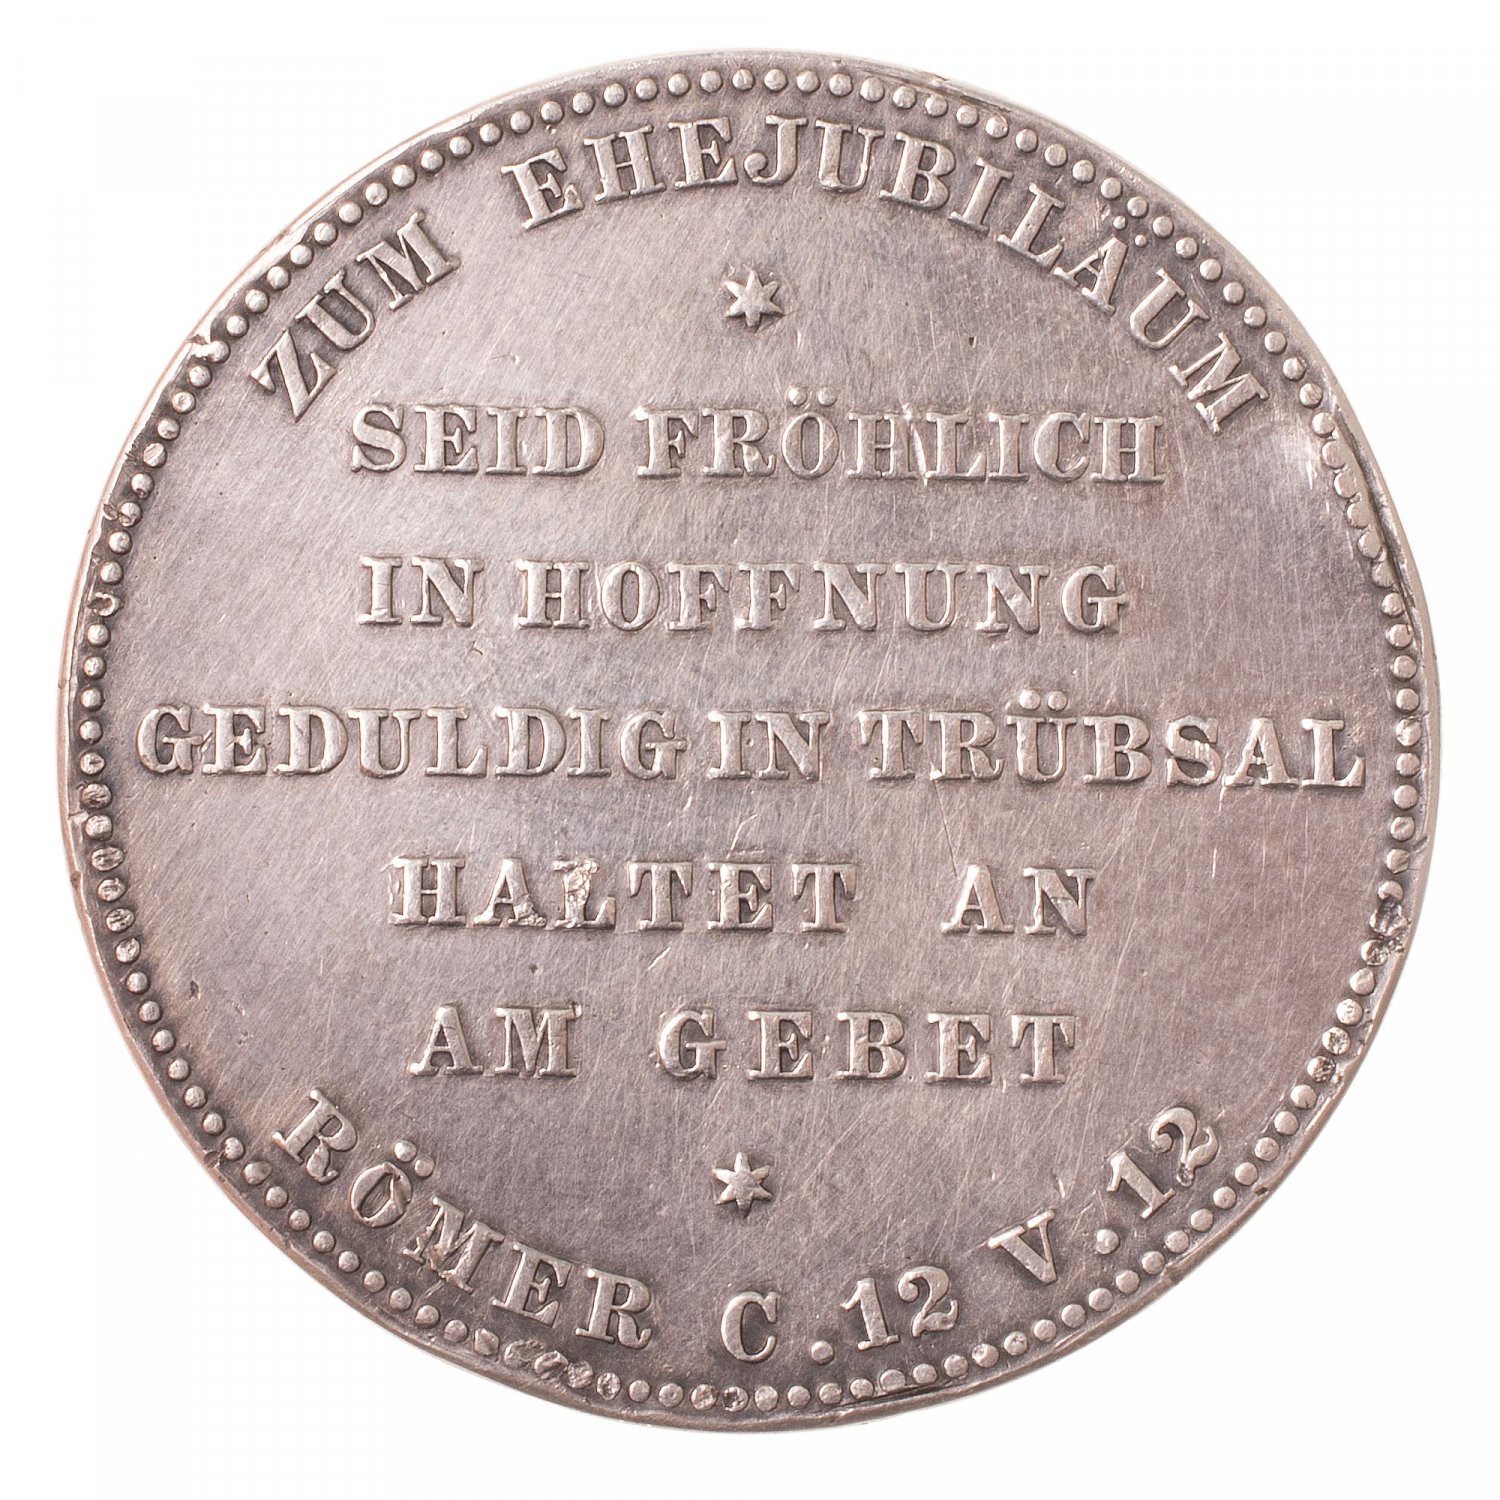 ZUM EHEJUBILÄUM
SEID FRÖHLICH
IN HOFFNUNG
GEDULDIG IN TRÜBSAL
HALTET AN
AM GEBET
RÖMER C. 12 V. 12